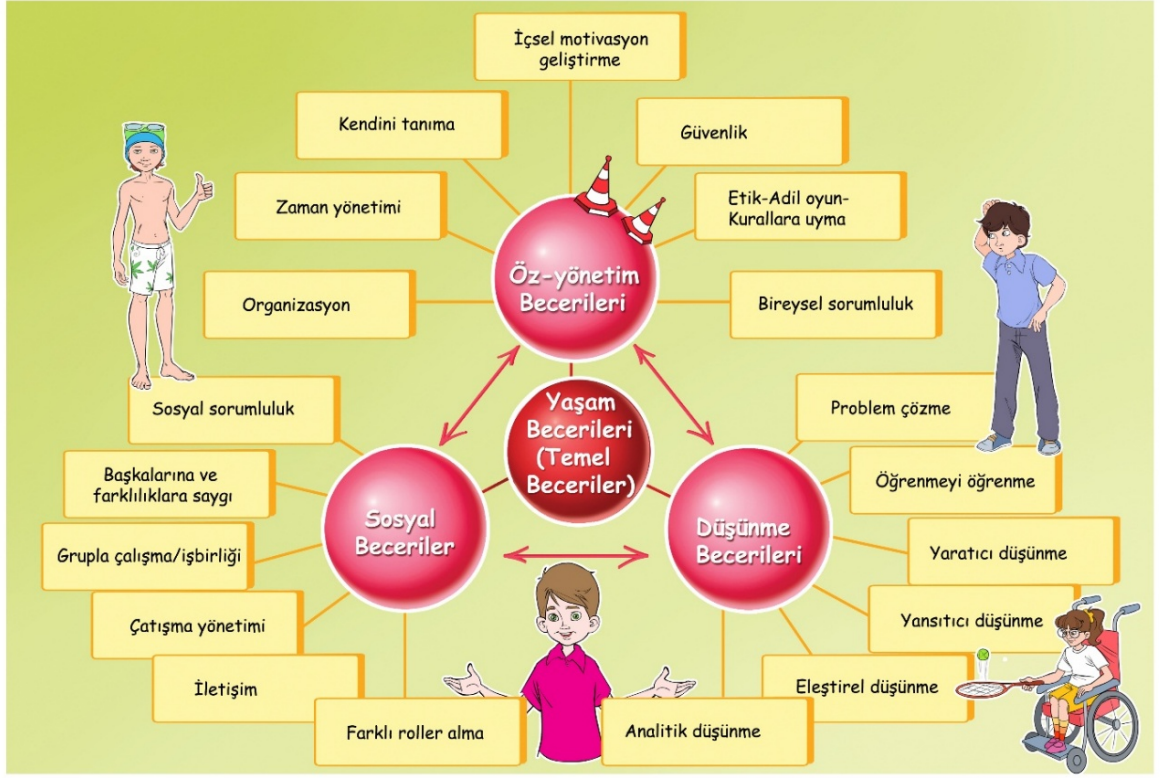 İçsel motivasyon
geliştirme
Kendini tanıma
Güvenlik
Zaman yönetimi
Etik-Adil oyun-
Kurallara uyma
Organizasyon
Öz-yönetim
Becerileri
Bireysel sorumluluk
Sosyal sorumluluk
Yaşam
Becerileri
(Temel
Beceriler)
Problem çözme
Başkalarına ve
farklılıklara saygı
Öğrenmeyi öğrenme
Sosyal
Beceriler
Düşünme
Becerileri
Grupla çalışma/işbirliği
Yaratıcı düşünme
Çatışma yönetimi
Yansıtıcı düşünme
İletişim
Eleştirel düşünme
Farklı roller alma
Analitik düşünme